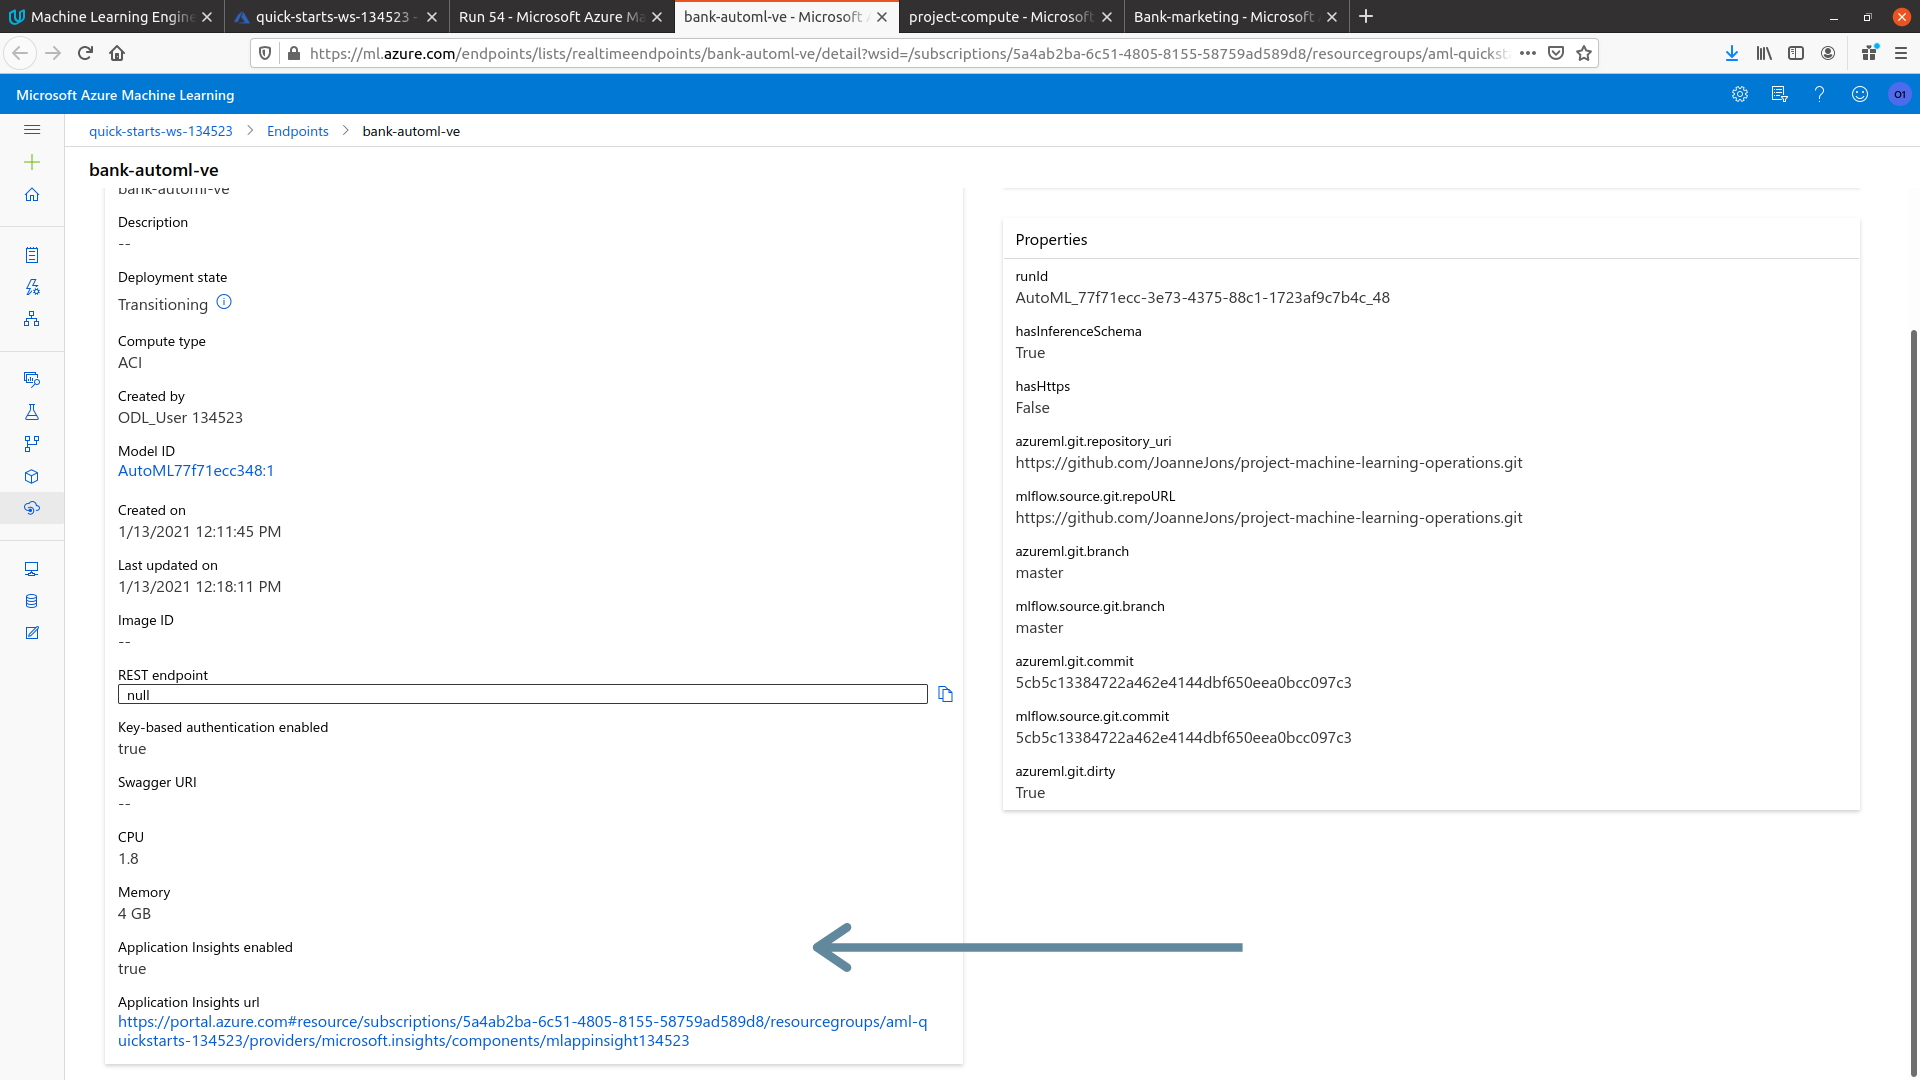 Machine Learning Engine
quick-starts-ws-134523 -
Run 54 - Microsoft Azure Ma
bank-automl-ve - Microsoft A
project-compute - Microsoft
Bank-marketing - Microsoft
https://ml.azure.com/endpoints/lists/realtimeendpoints/bank-automl-ve/detail?wsid=/subscriptions/5a4ab2ba-6c51-4805-8155-58759ad589d8/resourcegroups/aml-quickst
Microsoft Azure Machine Learning
O1
quick-starts-ws-134523 > Endpoints > bank-automl-ve
bank-automl-ve
bank-automl-ve
Description
--
Deployment state
Transitioning
Compute type
ACI
Created by
ODL_User 134523
Model ID
AutoML77f71ecc348:1
Created on
1/13/2021 12:11:45 PM
Last updated on
1/13/2021 12:18:11 PM
Image ID
--
REST endpoint
null
Key-based authentication enabled
true
Swagger URI
--
CPU
1.8
Memory
4 GB
Application Insights enabled
true
Application Insights url
https://portal.azure.com#resource/subscriptions/5a4ab2ba-6c51-4805-8155-58759ad589d8/resourcegroups/aml-q
uickstarts-134523/providers/microsoft.insights/components/mlappinsight134523
Properties
runId
AutoML_77f71ecc-3e73-4375-88c1-1723af9c7b4c_48
hasInferenceSchema
True
hasHttps
False
azureml.git.repository_uri
https://github.com/JoanneJons/project-machine-learning-operations.git
mlflow.source.git.repoURL
https://github.com/JoanneJons/project-machine-learning-operations.git
azureml.git.branch
master
mlflow.source.git.branch
master
azureml.git.commit
5cb5c13384722a462e4144dbf650eea0bcc097c3
mlflow.source.git.commit
5cb5c13384722a462e4144dbf650eea0bcc097c3
azureml.git.dirty
True